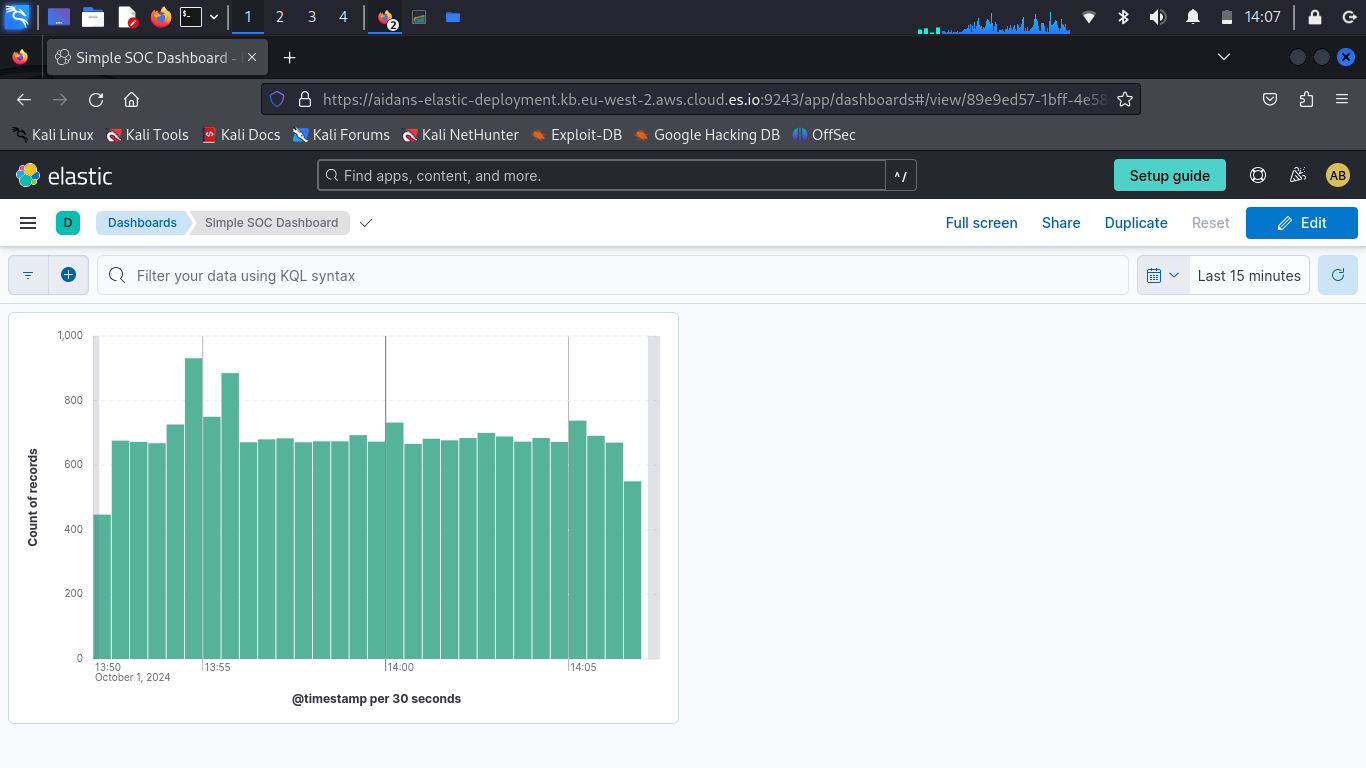 1 2 3 4 2 14:07
Simple SOC Dashboard -
https://aidans-elastic-deployment.kb.eu-west-2.aws.cloud.es.io:9243/app/dashboards#/view/89e9ed57-1bff-4e58
Kali Linux Kali Tools Kali Docs Kali Forums Kali NetHunter Exploit-DB Google Hacking DB OffSec
elastic Find apps, content, and more. ^/ Setup guide AB
D Dashboards Simple SOC Dashboard Full screen Share Duplicate Reset Edit
Filter your data using KQL syntax Last 15 minutes
1,000
800
600
400
200
0
Count of records
13:50 13:55 14:00 14:05
October 1, 2024
@timestamp per 30 seconds